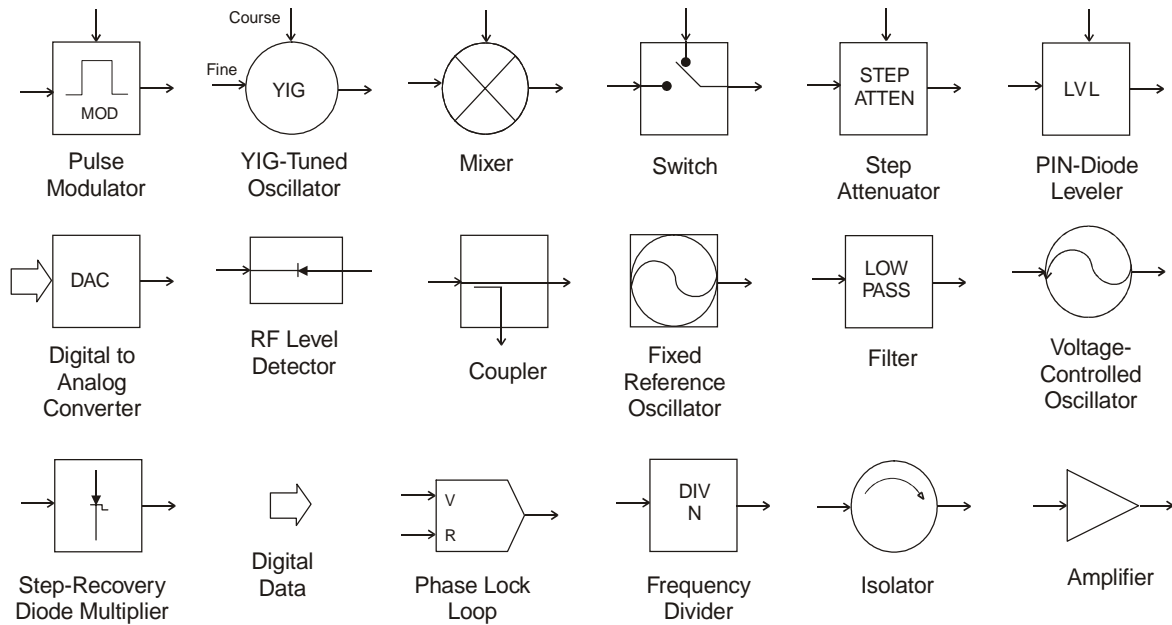 Course
Fine
MOD
YIG
STEP
ATTEN
LVL
Pulse
Modulator
YIG-Tuned
Oscillator
Mixer
Switch
Step
Attenuator
PIN-Diode
Leveler
DAC
LOW
PASS
Digital to
Analog
Converter
RF Level
Detector
Coupler
Fixed
Reference
Oscillator
Filter
Voltage-
Controlled
Oscillator
V
R
DIV
N
Step-Recovery
Diode Multiplier
Digital
Data
Phase Lock
Loop
Frequency
Divider
Isolator
Amplifier